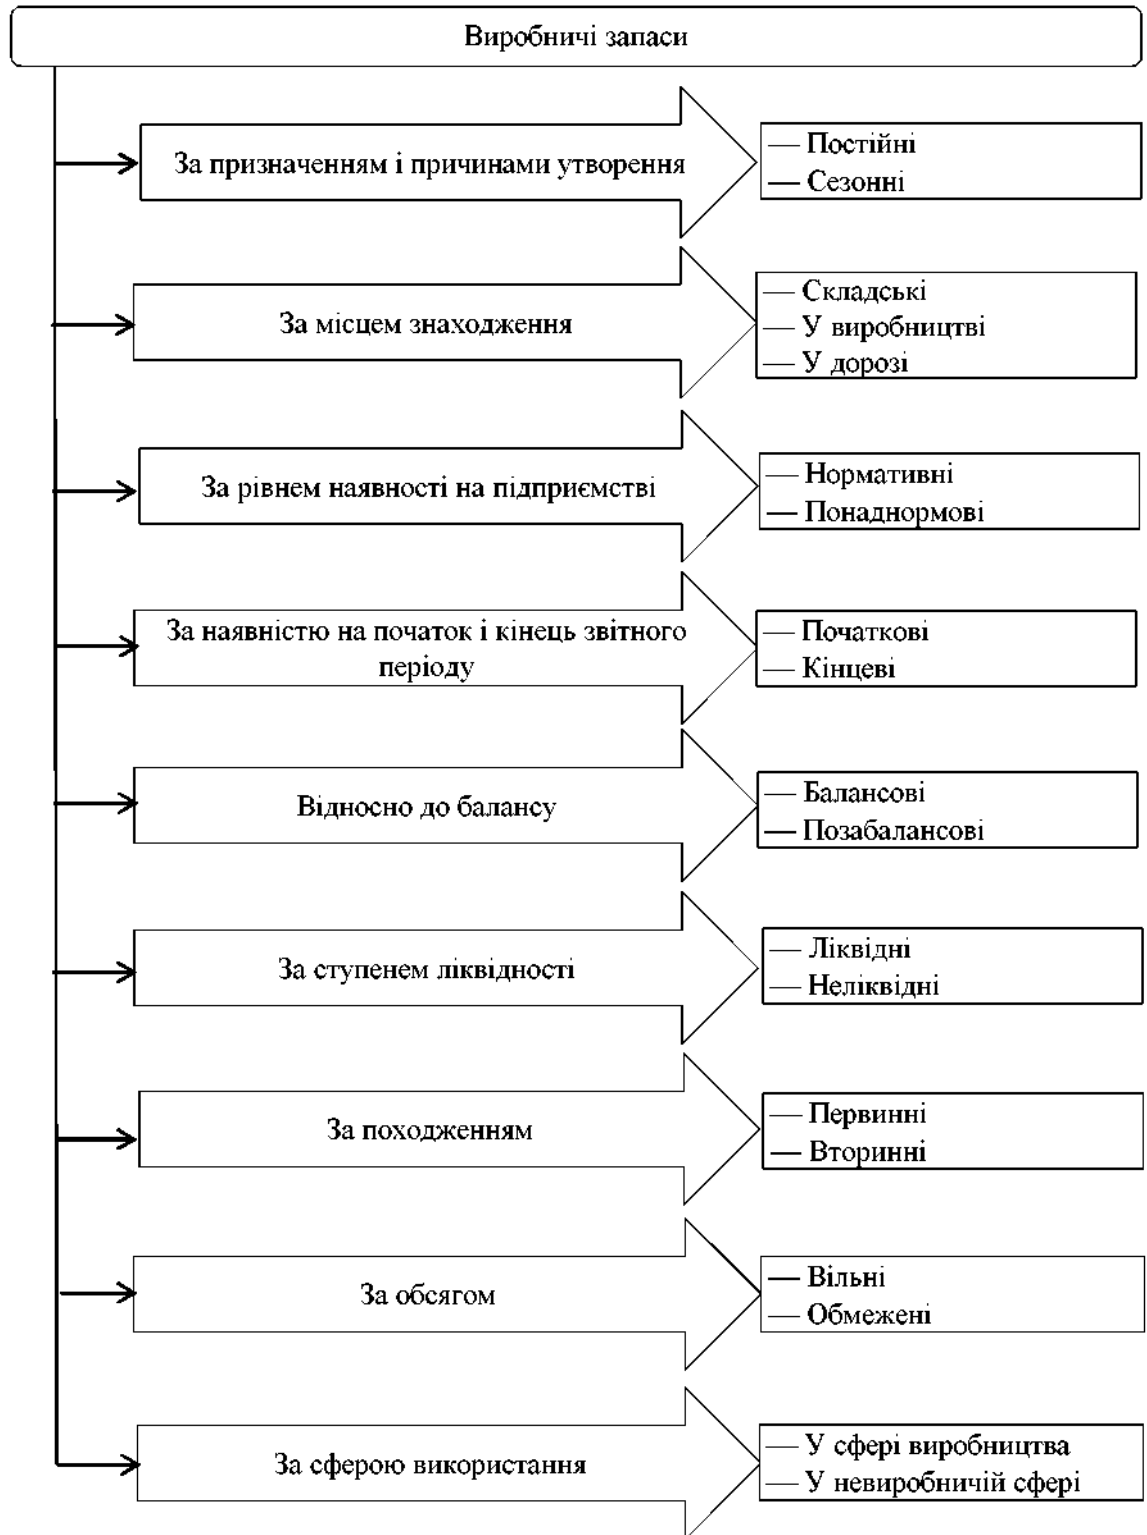 Виробничі запаси
За призначенням і причинами утворення
— Постійні
— Сезонні
За місцем знаходження
— Складські
— У виробництві
— У дорозі
За рівнем наявності на підприємстві
— Нормативні
— Понаднормові
За наявністю на початок і кінець звітного
періоду
— Початкові
— Кінцеві
Відносно до балансу
— Балансові
— Позабалансові
За ступенем ліквідності
— Ліквідні
— Неліквідні
За походженням
— Первинні
— Вторинні
За обсягом
— Вільні
— Обмежені
За сферою використання
— У сфері виробництва
— У невиробничій сфері